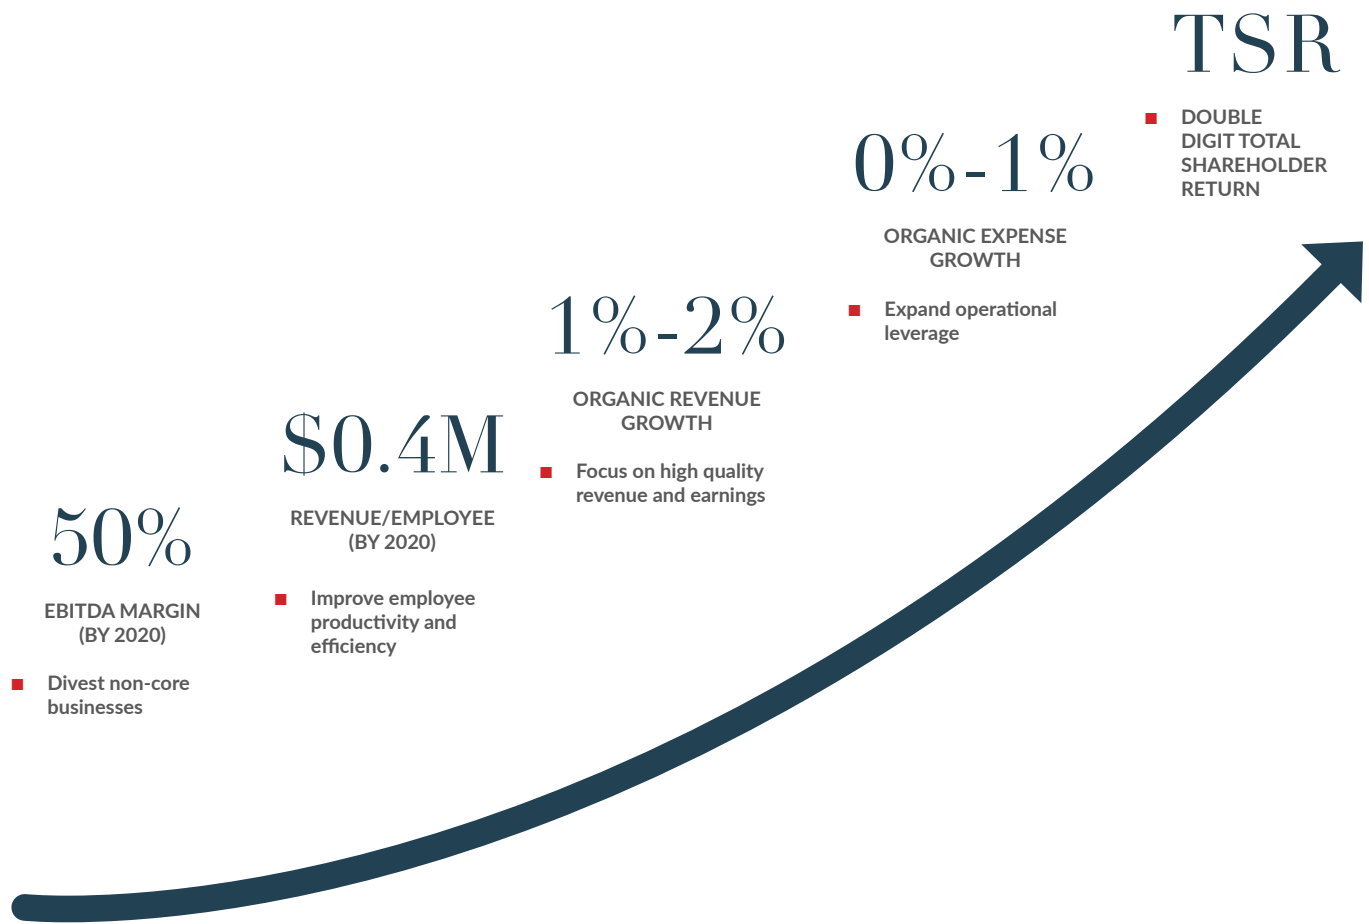 50%
EBITDA MARGIN
(BY 2020)
Divest non-core
businesses
$0.4M
REVENUE/EMPLOYEE
(BY 2020)
Improve employee
productivity and
efficiency
1%-2%
ORGANIC REVENUE
GROWTH
Focus on high quality
revenue and earnings
0%-1%
ORGANIC EXPENSE
GROWTH
Expand operational
leverage
TSR
DOUBLE
DIGIT TOTAL
SHAREHOLDER
RETURN